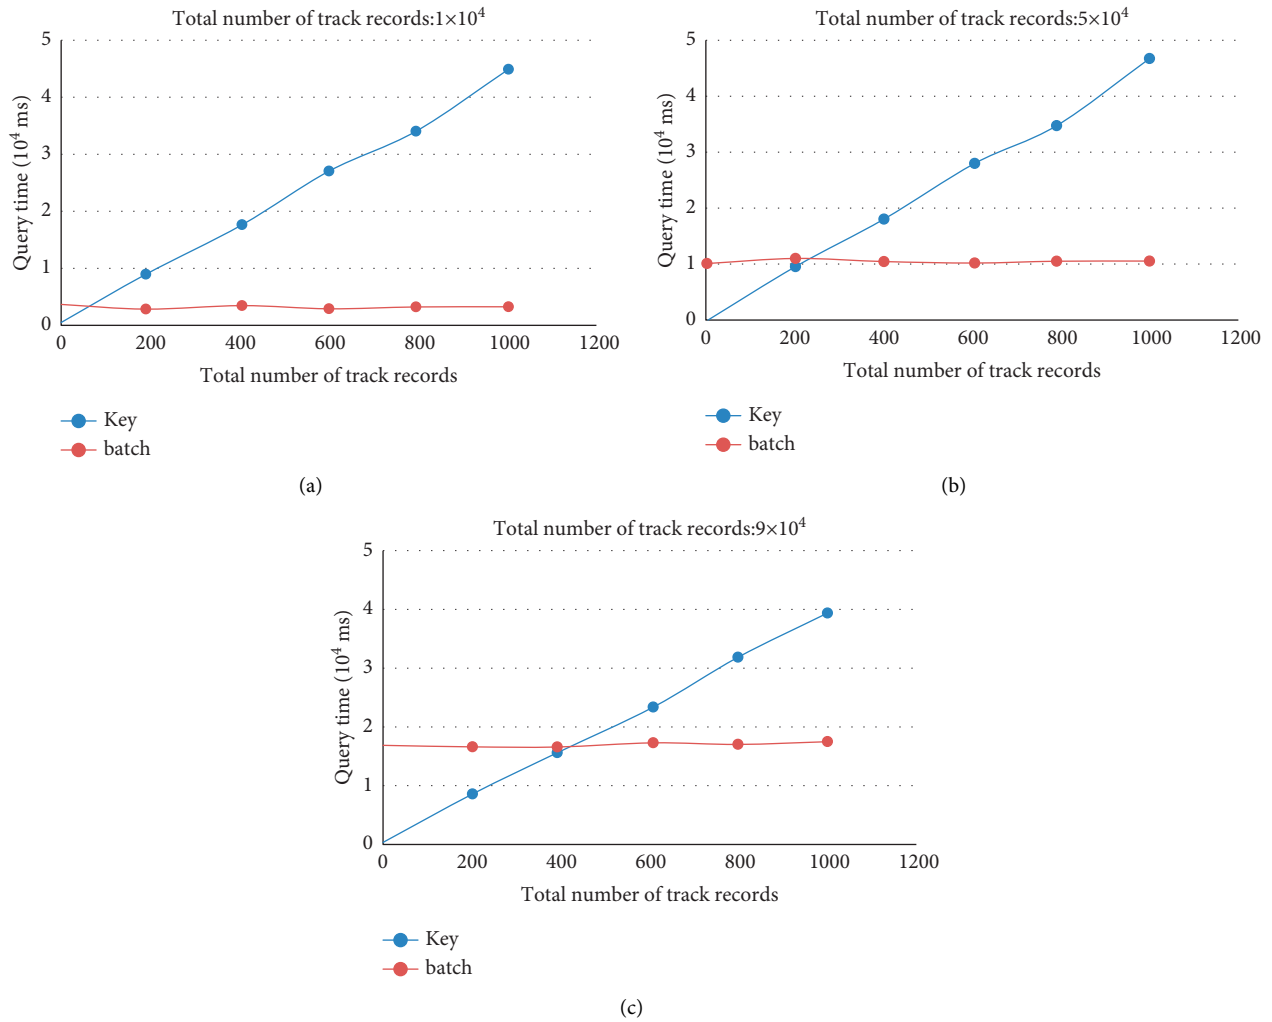 Total number of track records:1×10⁴
5
4
3
2
1
0
Query time (10⁴ ms)
0 200 400 600 800 1000 1200
Total number of track records
Key
batch
(a)
Total number of track records:5×10⁴
5
4
3
2
1
0
Query time (10⁴ ms)
0 200 400 600 800 1000 1200
Total number of track records
Key
batch
(b)
Total number of track records:9×10⁴
5
4
3
2
1
0
Query time (10⁴ ms)
0 200 400 600 800 1000 1200
Total number of track records
Key
batch
(c)